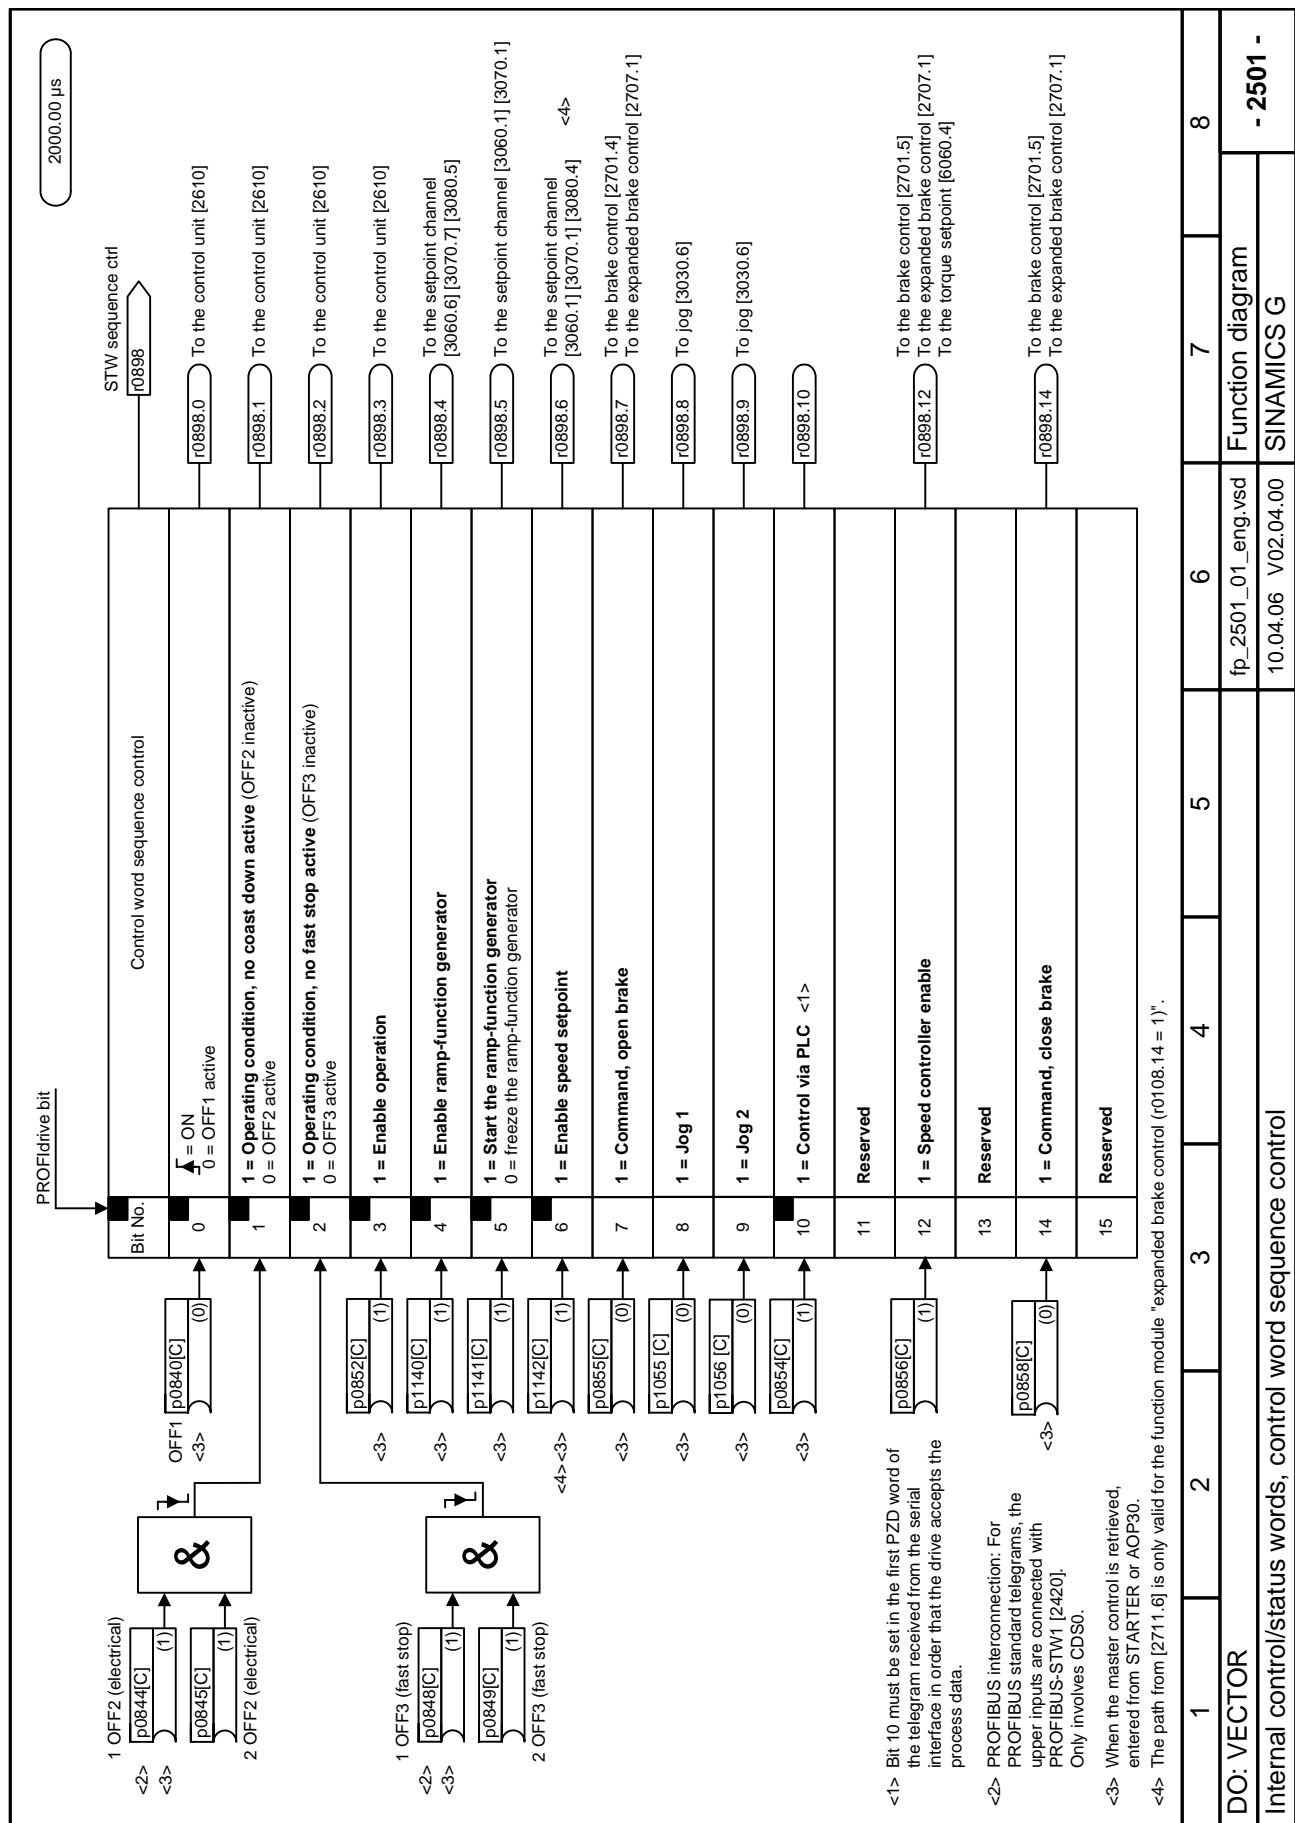 2000.00 µs
PROFIdrive bit
STW sequence ctrl
r0898
Bit No.
Control word sequence control
1 OFF2 (electrical)
<2>
p0844[C]
(1)
<3>
p0845[C]
(1)
2 OFF2 (electrical)
&
OFF1
p0840[C]
<3>
(0)
0
= ON
0 = OFF1 active
r0898.0
To the control unit [2610]
1
1 = Operating condition, no coast down active (OFF2 inactive)
0 = OFF2 active
r0898.1
To the control unit [2610]
2
1 = Operating condition, no fast stop active (OFF3 inactive)
0 = OFF3 active
r0898.2
To the control unit [2610]
1 OFF3 (fast stop)
<2>
p0848[C]
(1)
<3>
p0849[C]
(1)
2 OFF3 (fast stop)
&
<3>
p0852[C]
(1)
3
1 = Enable operation
r0898.3
To the control unit [2610]
<3>
p1140[C]
(1)
4
1 = Enable ramp-function generator
r0898.4
To the setpoint channel
[3060.6] [3070.7] [3080.5]
<3>
p1141[C]
(1)
5
1 = Start the ramp-function generator
0 = freeze the ramp-function generator
r0898.5
To the setpoint channel [3060.1] [3070.1]
<4> <3>
p1142[C]
(1)
6
1 = Enable speed setpoint
r0898.6
To the setpoint channel
[3060.1] [3070.1] [3080.4]
<4>
<3>
p0855[C]
(0)
7
1 = Command, open brake
r0898.7
To the brake control [2701.4]
To the expanded brake control [2707.1]
<3>
p1055 [C]
(0)
8
1 = Jog 1
r0898.8
To jog [3030.6]
<3>
p1056 [C]
(0)
9
1 = Jog 2
r0898.9
To jog [3030.6]
<3>
p0854[C]
(1)
10
1 = Control via PLC <1>
r0898.10
11
Reserved
p0856[C]
(1)
12
1 = Speed controller enable
r0898.12
To the brake control [2701.5]
To the expanded brake control [2707.1]
To the torque setpoint [6060.4]
13
Reserved
<3>
p0858[C]
(0)
14
1 = Command, close brake
r0898.14
To the brake control [2701.5]
To the expanded brake control [2707.1]
15
Reserved
<1> Bit 10 must be set in the first PZD word of
the telegram received from the serial
interface in order that the drive accepts the
process data.
<2> PROFIBUS interconnection: For
PROFIBUS standard telegrams, the
upper inputs are connected with
PROFIBUS-STW1 [2420].
Only involves CDS0.
<3> When the master control is retrieved,
entered from STARTER or AOP30.
<4> The path from [2711.6] is only valid for the function module "expanded brake control (r0108.14 = 1)".
1 2 3 4 5 6 7 8
DO: VECTOR
fp_2501_01_eng.vsd
Function diagram
- 2501 -
Internal control/status words, control word sequence control
10.04.06 V02.04.00
SINAMICS G